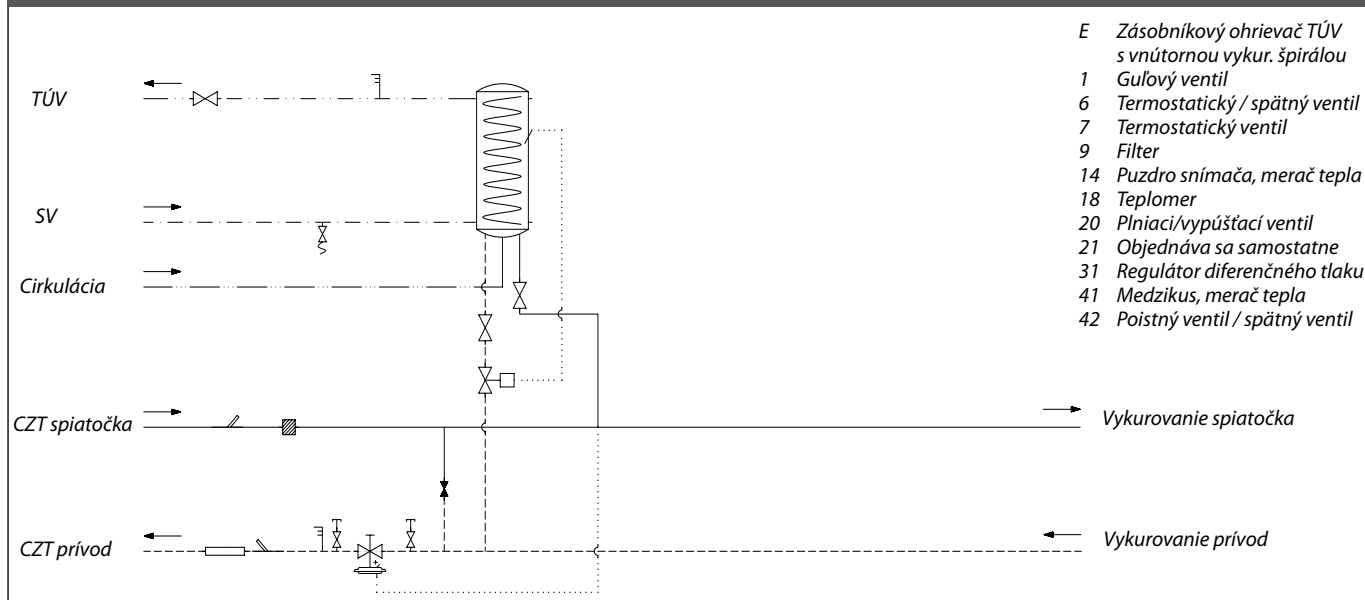 TÚV
SV
Cirkulácia
CZT spiatočka
CZT prívod
Vykurovanie spiatočka
Vykurovanie prívod
E Zásobníkový ohrievač TÚV
s vnútornou vykur. špirálou
1 Guľový ventil
6 Termostatický / spätný ventil
7 Termostatický ventil
9 Filter
14 Puzdro snímača, merač tepla
18 Teplomer
20 Plniaci/vypúšťací ventil
21 Objednáva sa samostatne
31 Regulátor diferenčného tlaku
41 Medzikus, merač tepla
42 Poistný ventil / spätný ventil